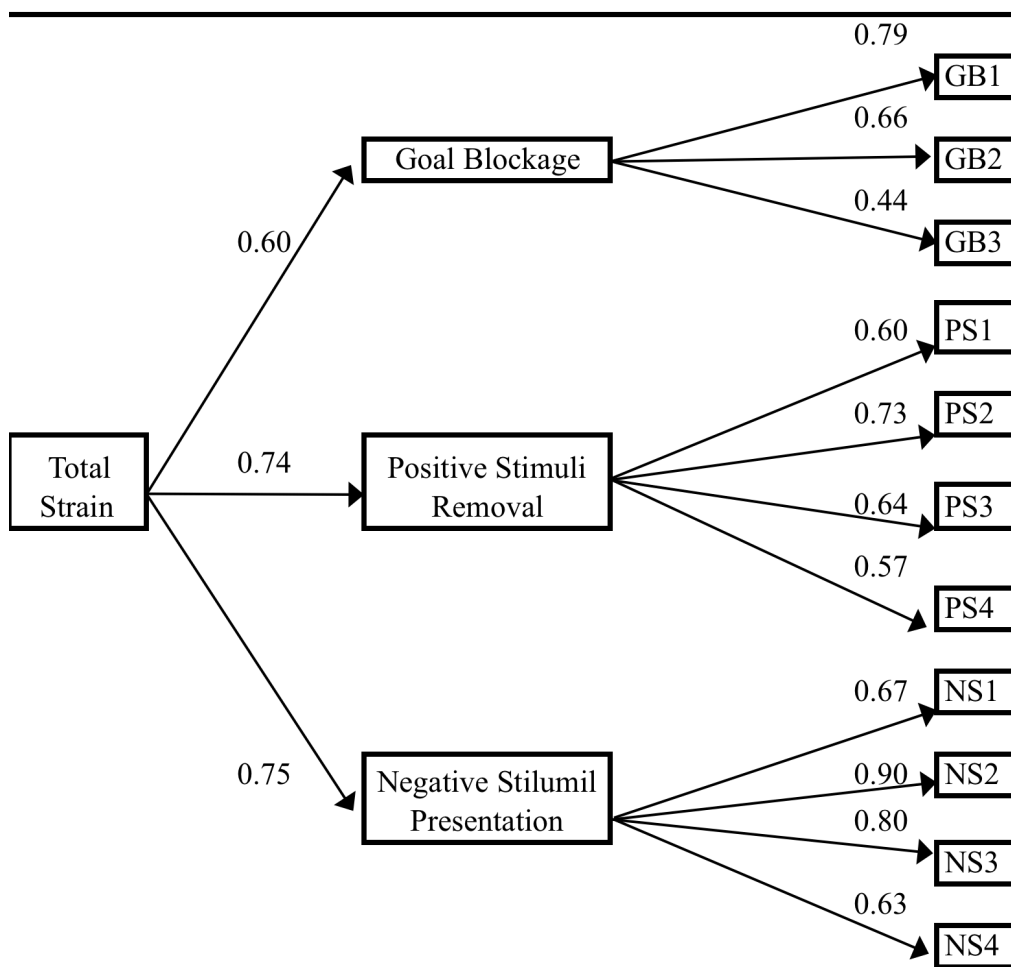 0.79
GB1
0.66
Goal Blockage
GB2
0.44
0.60
GB3
0.60
PS1
0.73
PS2
Total
Strain
0.74
Positive Stimuli
Removal
0.64
PS3
0.57
PS4
0.67
NS1
0.75
Negative Stilumil
Presentation
0.90
NS2
0.80
NS3
0.63
NS4